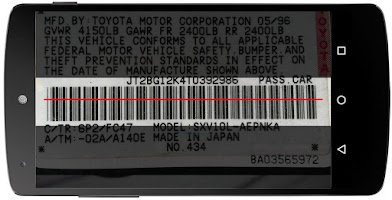 MFD.BY: TOYOTA MOTOR CORPORATION 05/96
GVWR 4150LB GAWR FR 2400LB RR 2400LB
THIS VEHICLE CONFORMS TO ALL APPLICABLE
FEDERAL MOTOR VEHICLE SAFETY.BUMPER.AND
THEFT PREVENTION STANDARDS IN EFFECT ON
THE DATE OF MANUFACTURE SHOWN ABOVE.
JT2BG12K4T0392986 PASS.CAR
C/TR:6P2/FC47 MODEL:SXV10L-AEPNKA
A/TM:-02A/A140E MADE IN JAPAN
NO.434
BA03565972
TOYOTA